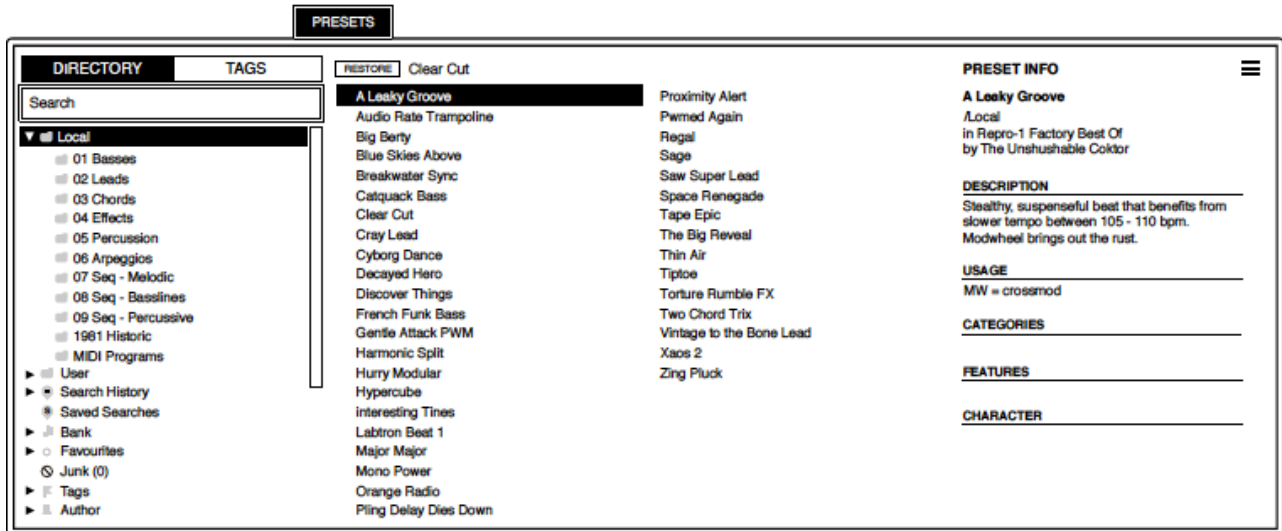 PRESETS
DIRECTORY TAGS
Search
Local
01 Basses
02 Leads
03 Chords
04 Effects
05 Percussion
06 Arpeggios
07 Seq - Melodic
08 Seq - Basslines
09 Seq - Percussive
1981 Historic
MIDI Programs
User
Search History
Saved Searches
Bank
Favourites
Junk (0)
Tags
Author
RESTORE Clear Cut
A Leaky Groove
Audio Rate Trampoline
Big Berty
Blue Skies Above
Breakwater Sync
Catquack Bass
Clear Cut
Cray Lead
Cyborg Dance
Decayed Hero
Discover Things
French Funk Bass
Gentle Attack PWM
Harmonic Split
Hurry Modular
Hypercube
interesting Tines
Labtron Beat 1
Major Major
Mono Power
Orange Radio
Pling Delay Dies Down
Proximity Alert
Pwmed Again
Regal
Sage
Saw Super Lead
Space Renegade
Tape Epic
The Big Reveal
Thin Air
Tiptoe
Torture Rumble FX
Two Chord Trix
Vintage to the Bone Lead
Xaos 2
Zing Pluck
PRESET INFO
A Leaky Groove
/Local
in Repro-1 Factory Best Of
by The Unshushable Coktor
DESCRIPTION
Stealthy, suspenseful beat that benefits from
slower tempo between 105 - 110 bpm.
Modwheel brings out the rust.
USAGE
MW = crossmod
CATEGORIES
FEATURES
CHARACTER